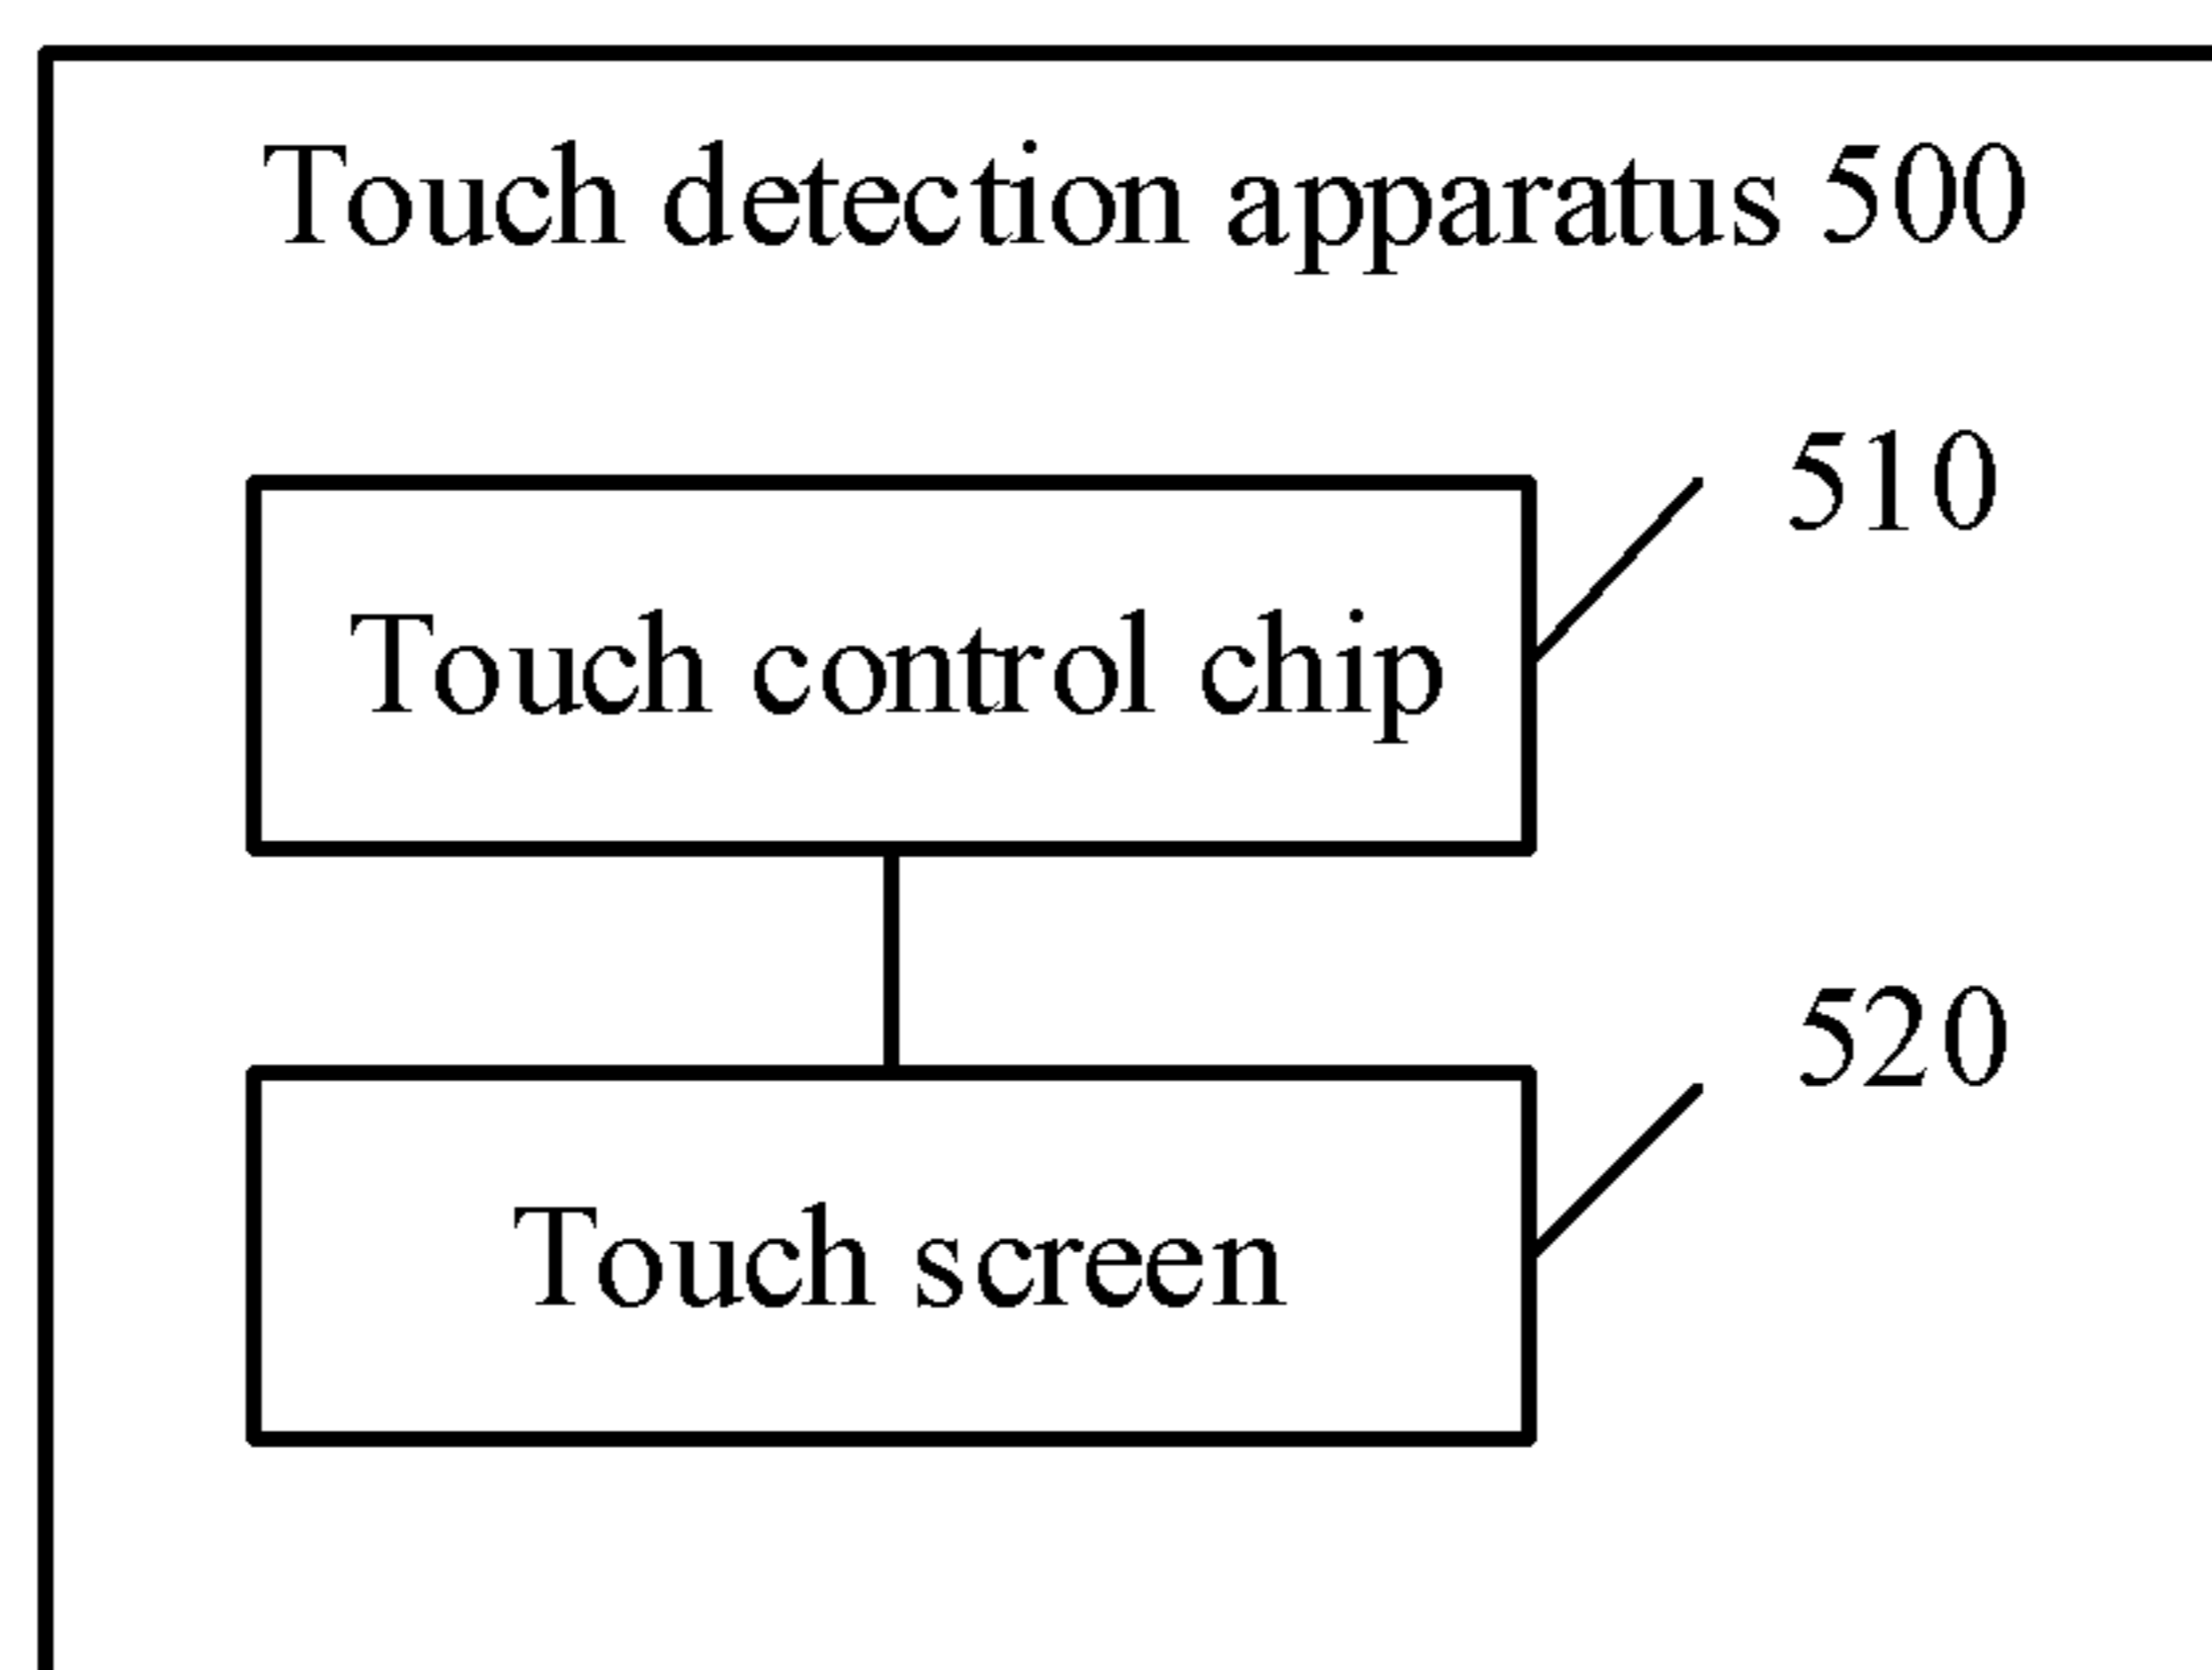 Touch detection apparatus 500
510
Touch control chip
520
Touch screen